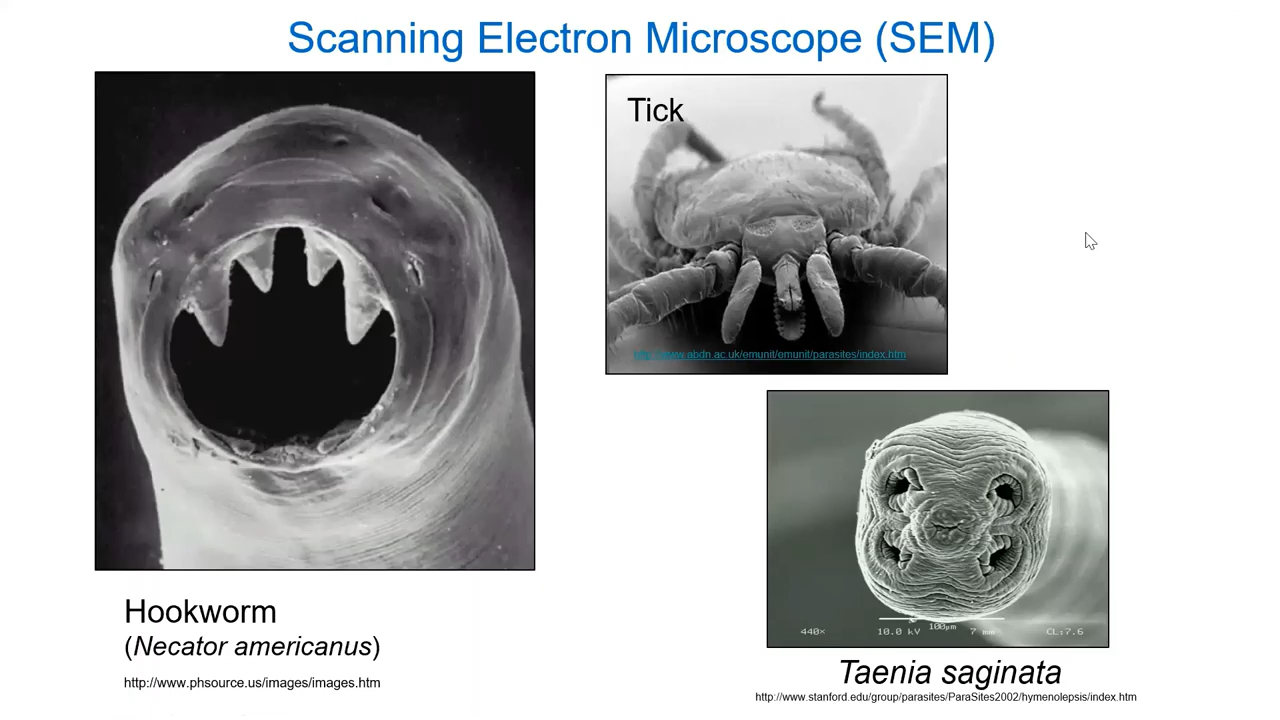 Scanning Electron Microscope (SEM)
Tick
http://www.abdn.ac.uk/emunit/emunit/parasites/index.htm
440×
10.0 kV
100µm
7 mm
CL:7.6
Hookworm
(Necator americanus)
http://www.phsource.us/images/images.htm
Taenia saginata
http://www.stanford.edu/group/parasites/ParaSites2002/hymenolepsis/index.htm